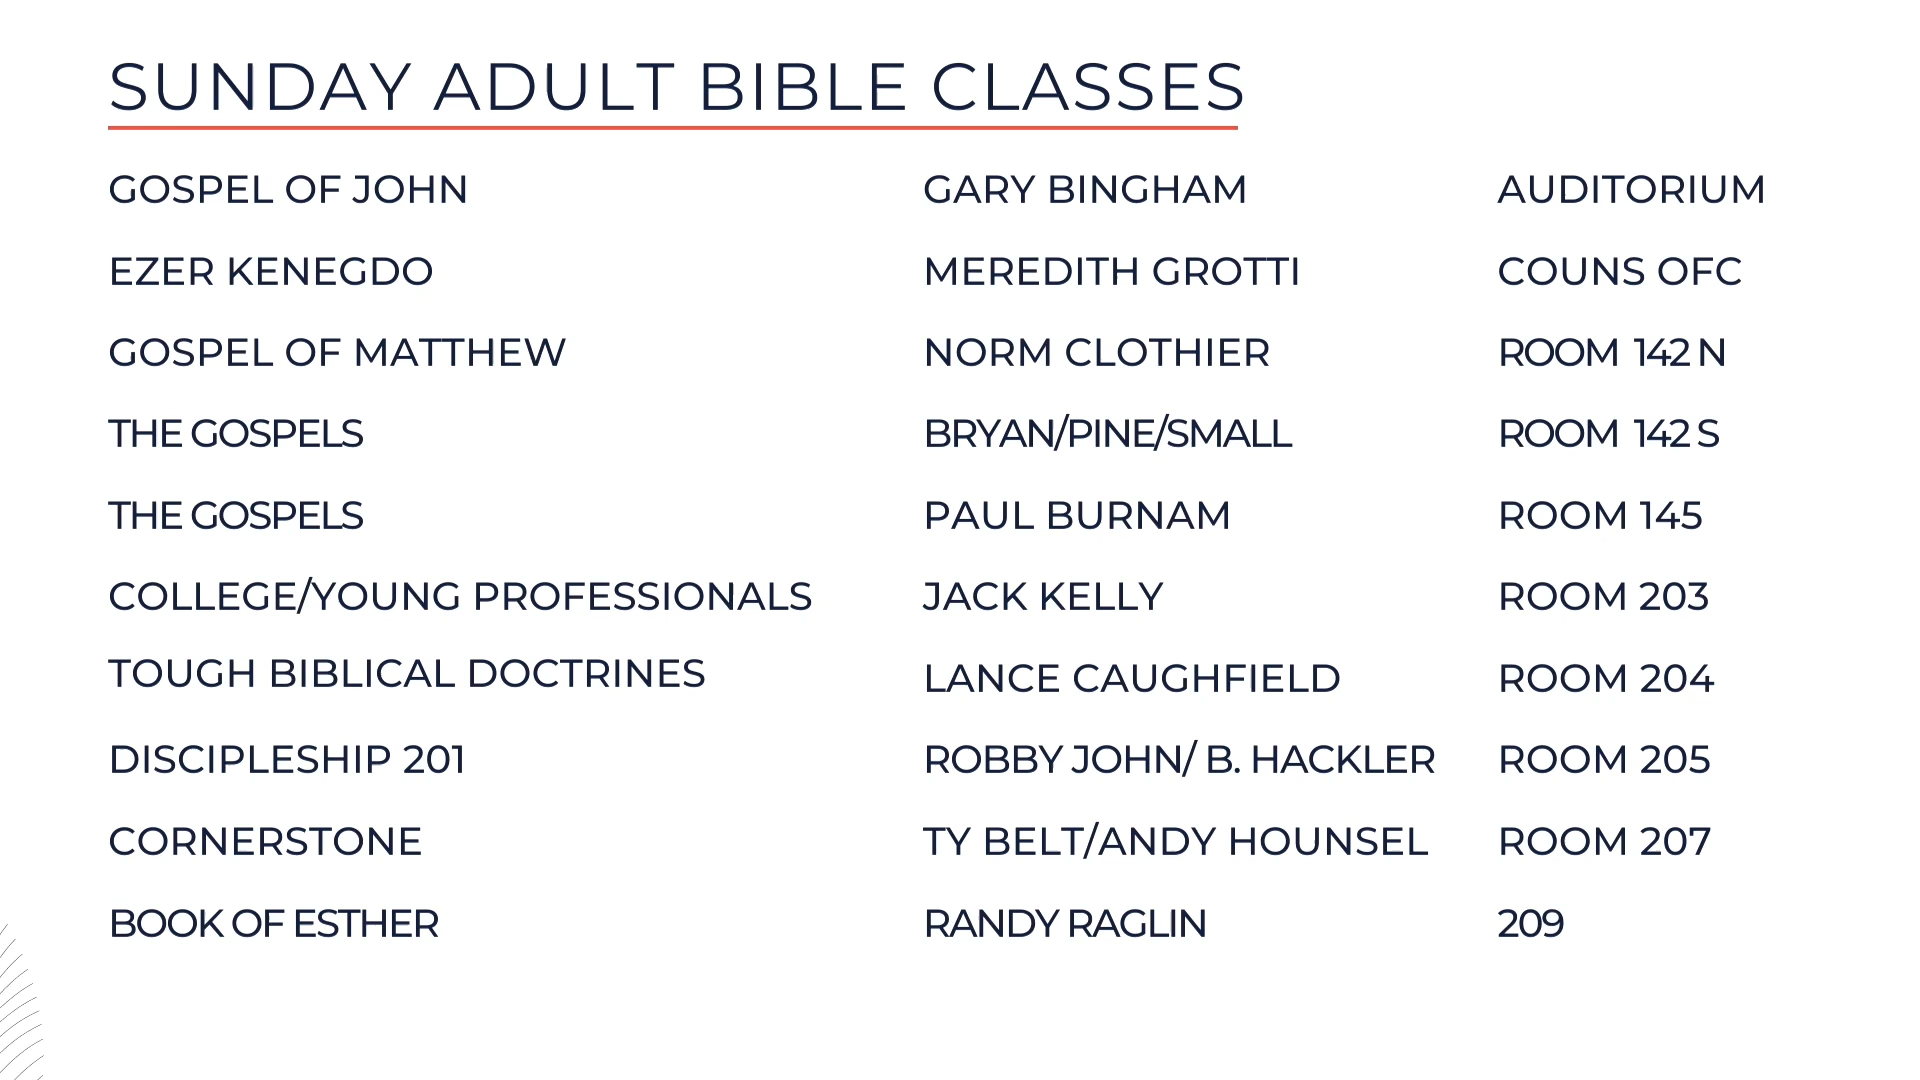 SUNDAY ADULT BIBLE CLASSES
GOSPEL OF JOHN GARY BINGHAM AUDITORIUM
EZER KENEGDO MEREDITH GROTTI COUNS OFC
GOSPEL OF MATTHEW NORM CLOTHIER ROOM 142 N
THE GOSPELS BRYAN/PINE/SMALL ROOM 142 S
THE GOSPELS PAUL BURNAM ROOM 145
COLLEGE/YOUNG PROFESSIONALS JACK KELLY ROOM 203
TOUGH BIBLICAL DOCTRINES LANCE CAUGHFIELD ROOM 204
DISCIPLESHIP 201 ROBBY JOHN/ B. HACKLER ROOM 205
CORNERSTONE TY BELT/ANDY HOUNSEL ROOM 207
BOOK OF ESTHER RANDY RAGLIN 209